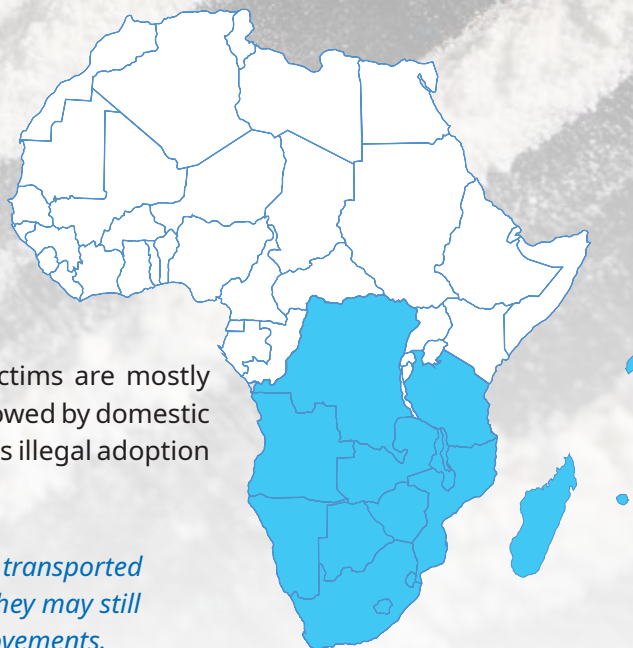 ctims are mostly
owed by domestic
s illegal adoption
transported
hey may still
ovements.